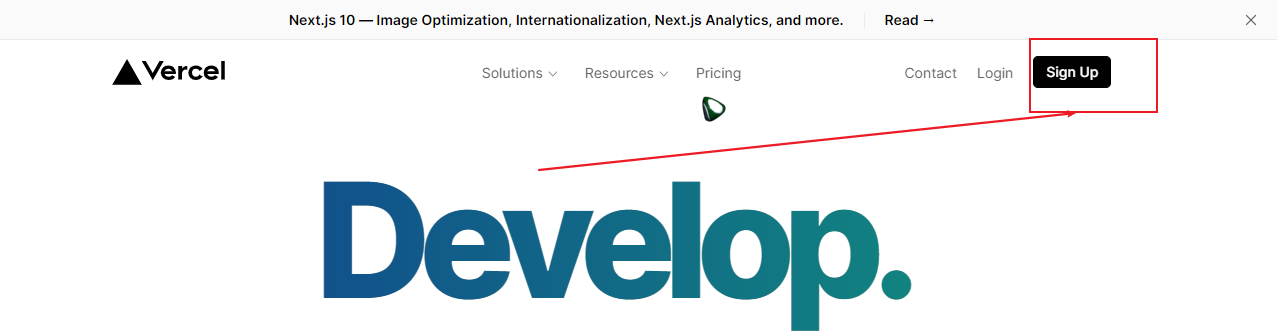 Next.js 10 — Image Optimization, Internationalization, Next.js Analytics, and more. Read →
Vercel Solutions Resources Pricing Contact Login Sign Up
Develop.